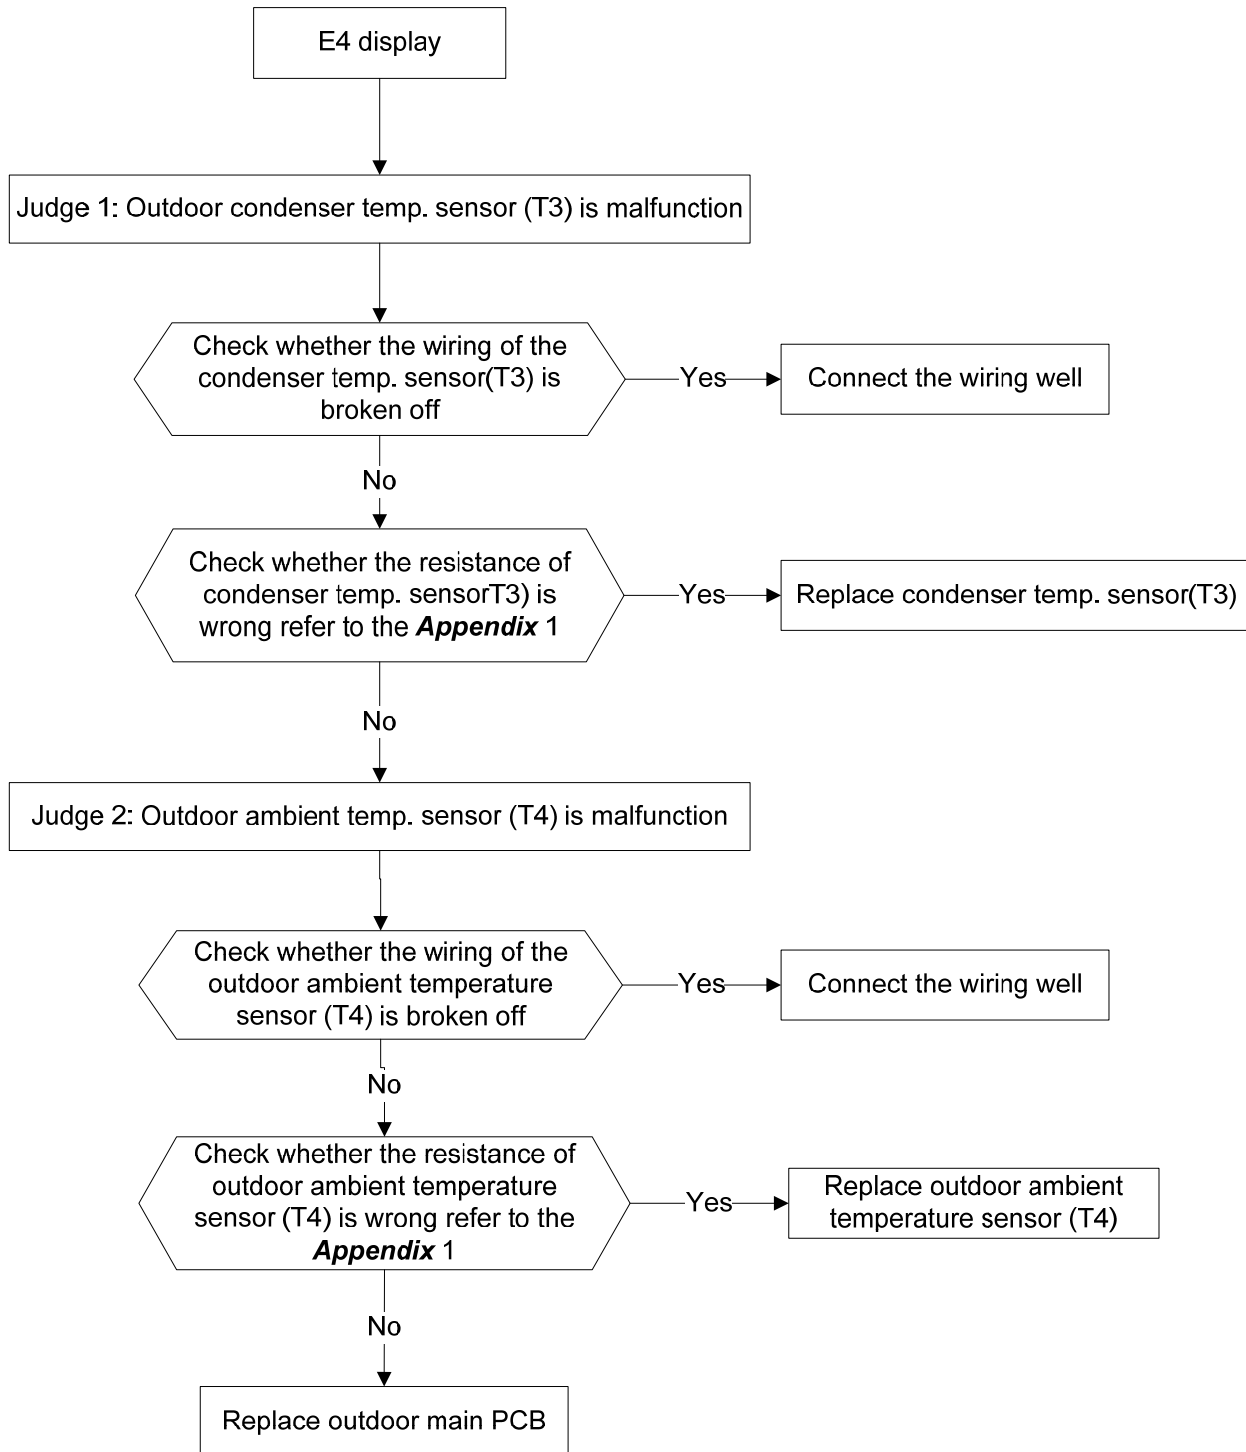 E4 display
Judge 1: Outdoor condenser temp. sensor (T3) is malfunction
Check whether the wiring of the
condenser temp. sensor(T3) is
broken off
Yes
Connect the wiring well
No
Check whether the resistance of
condenser temp. sensorT3) is
wrong refer to the Appendix 1
Yes
Replace condenser temp. sensor(T3)
No
Judge 2: Outdoor ambient temp. sensor (T4) is malfunction
Check whether the wiring of the
outdoor ambient temperature
sensor (T4) is broken off
Yes
Connect the wiring well
No
Check whether the resistance of
outdoor ambient temperature
sensor (T4) is wrong refer to the
Appendix 1
Yes
Replace outdoor ambient
temperature sensor (T4)
No
Replace outdoor main PCB